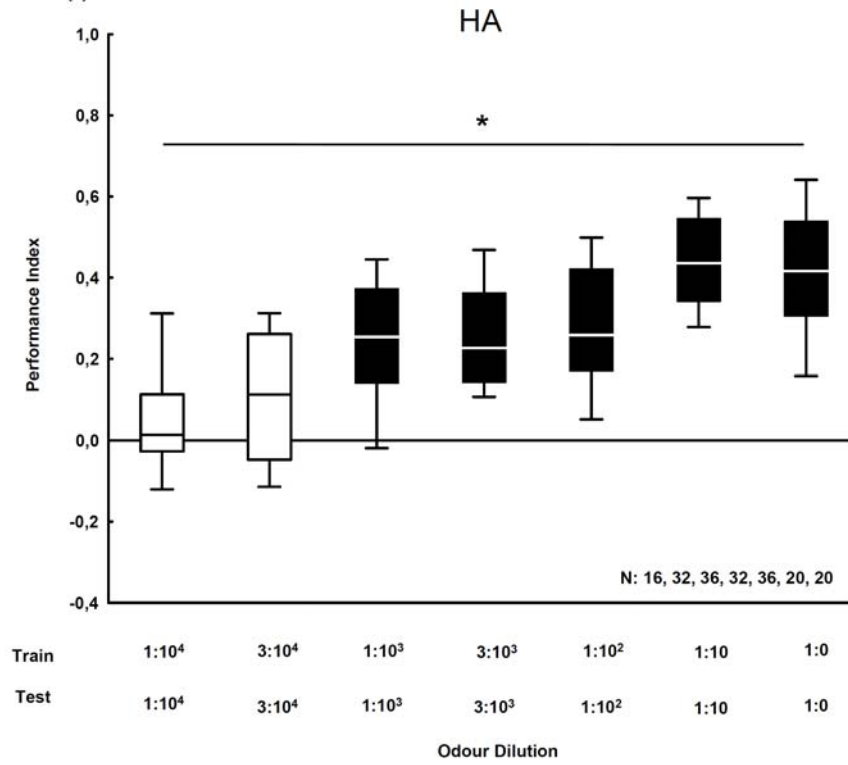 HA
1,0
0,8
*
0,6
0,4
0,2
0,0
-0,2
-0,4
Performance Index
N: 16, 32, 36, 32, 36, 20, 20
Train 1:10⁴ 3:10⁴ 1:10³ 3:10³ 1:10² 1:10 1:0
Test 1:10⁴ 3:10⁴ 1:10³ 3:10³ 1:10² 1:10 1:0
Odour Dilution